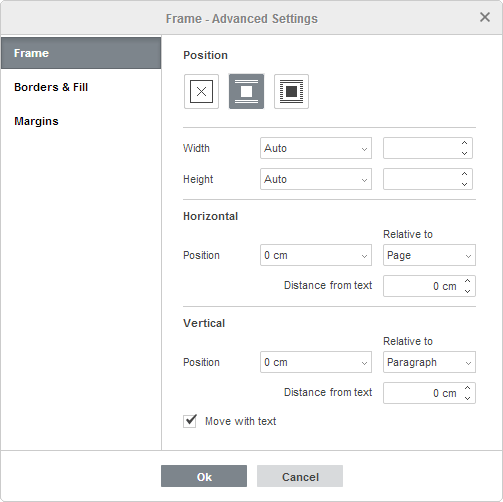 Frame - Advanced Settings
Frame
Borders & Fill
Margins
Position
Width Auto
Height Auto
Horizontal
Relative to
Position 0 cm Page
Distance from text 0 cm
Vertical
Relative to
Position 0 cm Paragraph
Distance from text 0 cm
Move with text
Ok Cancel